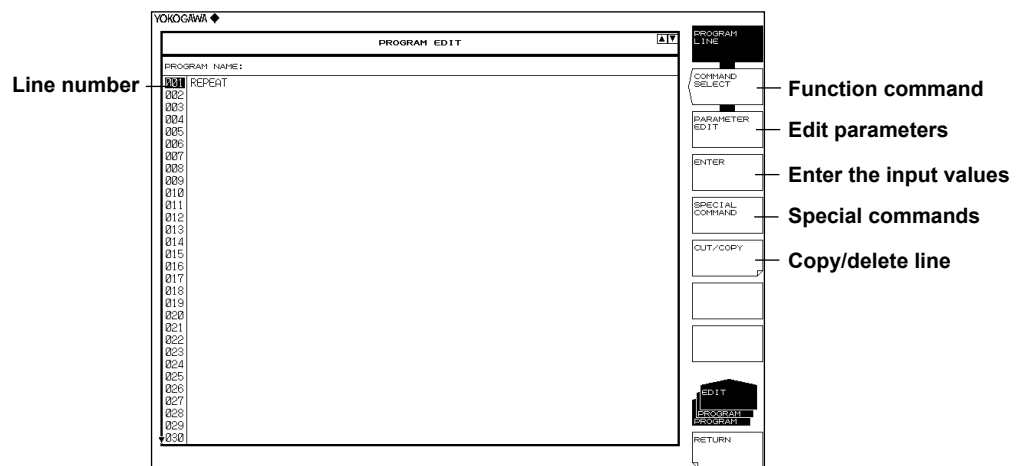 YOKOGAWA ◆
PROGRAM EDIT
▲▼
PROGRAM NAME:
001 REPEAT
002
003
004
005
006
007
008
009
010
011
012
013
014
015
016
017
018
019
020
021
022
023
024
025
026
027
028
029
030
Line number
PROGRAM
LINE
COMMAND
SELECT
Function command
PARAMETER
EDIT
Edit parameters
ENTER
Enter the input values
SPECIAL
COMMAND
Special commands
CUT/COPY
Copy/delete line
EDIT
PROGRAM
PROGRAM
RETURN